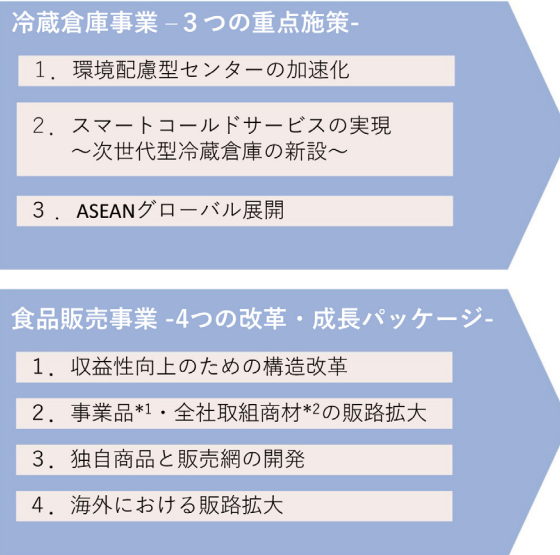 冷蔵倉庫事業 –３つの重点施策-
１．環境配慮型センターの加速化
２．スマートコールドサービスの実現
～次世代型冷蔵倉庫の新設～
３．ASEANグローバル展開
食品販売事業 -4つの改革・成長パッケージ-
１．収益性向上のための構造改革
２．事業品*1・全社取組商材*2の販路拡大
３．独自商品と販売網の開発
４．海外における販路拡大